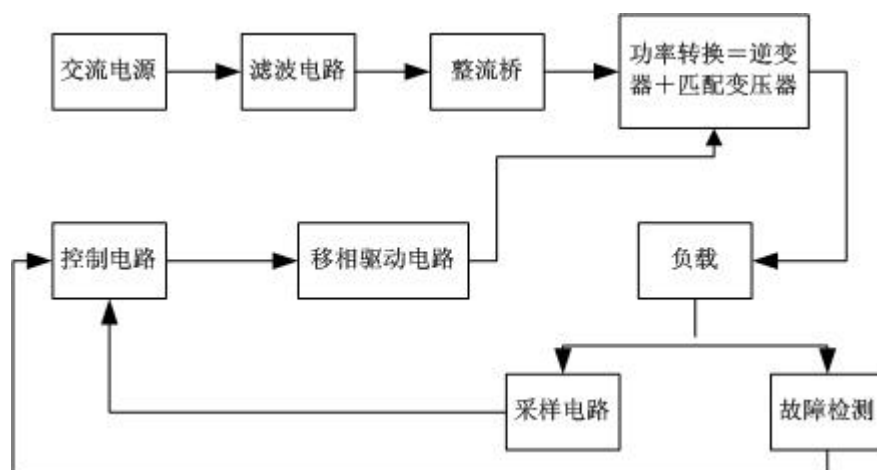 交流电源
滤波电路
整流桥
功率转换＝逆变
器＋匹配变压器
控制电路
移相驱动电路
负载
采样电路
故障检测